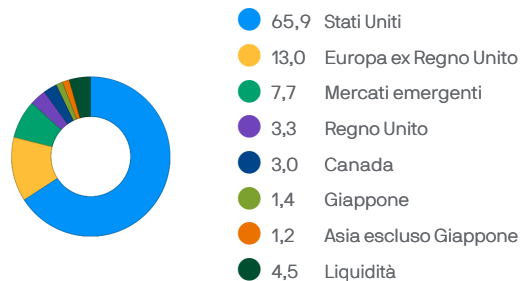 65,9 Stati Uniti
13,0 Europa ex Regno Unito
7,7 Mercati emergenti
3,3 Regno Unito
3,0 Canada
1,4 Giappone
1,2 Asia escluso Giappone
4,5 Liquidità